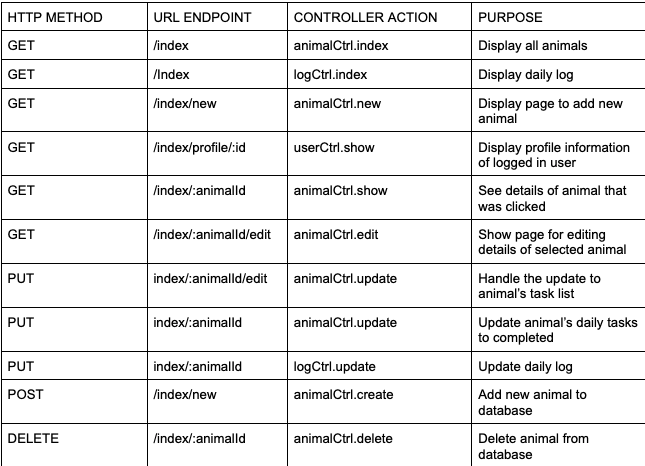 HTTP METHOD URL ENDPOINT CONTROLLER ACTION PURPOSE
GET /index animalCtrl.index Display all animals
GET /Index logCtrl.index Display daily log
GET /index/new animalCtrl.new Display page to add new
animal
GET /index/profile/:id userCtrl.show Display profile information
of logged in user
GET /index/:animalId animalCtrl.show See details of animal that
was clicked
GET /index/:animalId/edit animalCtrl.edit Show page for editing
details of selected animal
PUT index/:animalId/edit animalCtrl.update Handle the update to
animal's task list
PUT index/:animalId animalCtrl.update Update animal's daily tasks
to completed
PUT index/:animalId logCtrl.update Update daily log
POST /index/new animalCtrl.create Add new animal to
database
DELETE /index/:animalId animalCtrl.delete Delete animal from
database